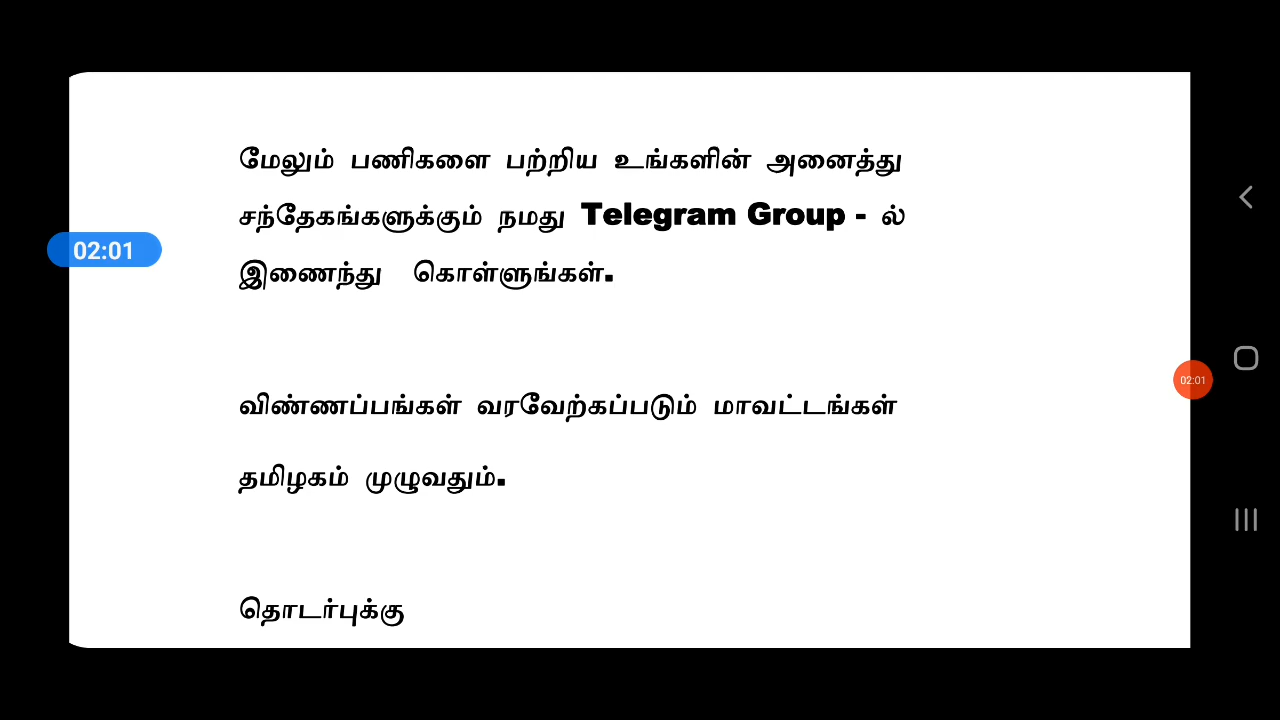 மேலும் பணிகளை பற்றிய உங்களின் அனைத்து
சந்தேகங்களுக்கும் நமது Telegram Group - ல்
02:01
இணைந்து கொள்ளுங்கள்.
02:01
விண்ணப்பங்கள் வரவேற்கப்படும் மாவட்டங்கள்
தமிழகம் முழுவதும்.
தொடர்புக்கு